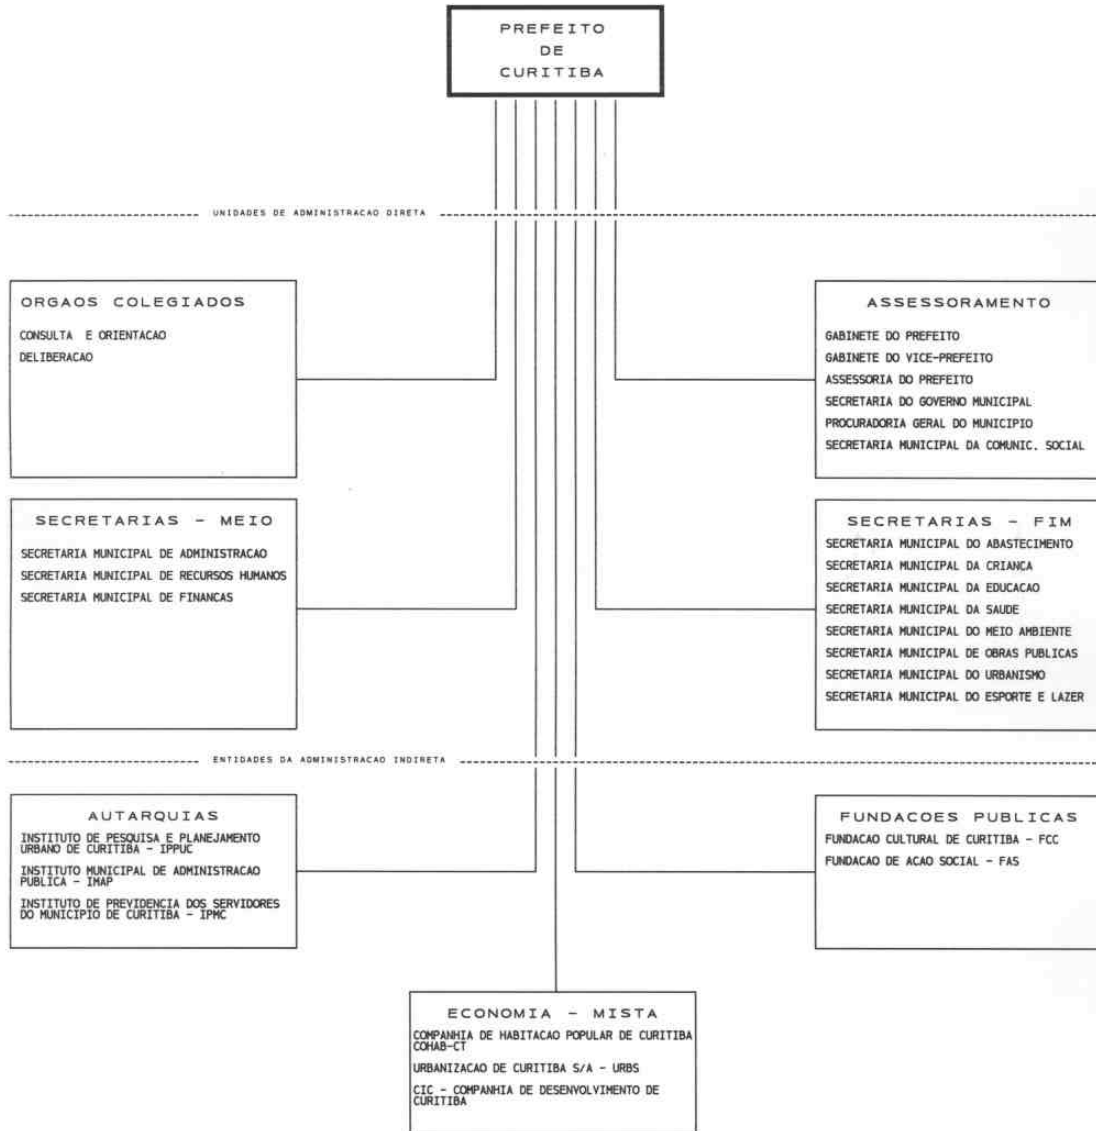 PREFEITO
DE
CURITIBA
UNIDADES DE ADMINISTRACAO DIRETA
ORGAOS COLEGIADOS
CONSULTA E ORIENTACAO
DELIBERACAO
ASSESSORAMENTO
GABINETE DO PREFEITO
GABINETE DO VICE-PREFEITO
ASSESSORIA DO PREFEITO
SECRETARIA DO GOVERNO MUNICIPAL
PROCURADORIA GERAL DO MUNICIPIO
SECRETARIA MUNICIPAL DA COMUNIC. SOCIAL
SECRETARIAS - MEIO
SECRETARIA MUNICIPAL DE ADMINISTRACAO
SECRETARIA MUNICIPAL DE RECURSOS HUMANOS
SECRETARIA MUNICIPAL DE FINANCAS
SECRETARIAS - FIM
SECRETARIA MUNICIPAL DO ABASTECIMENTO
SECRETARIA MUNICIPAL DA CRIANCA
SECRETARIA MUNICIPAL DA EDUCACAO
SECRETARIA MUNICIPAL DA SAUDE
SECRETARIA MUNICIPAL DO MEIO AMBIENTE
SECRETARIA MUNICIPAL DE OBRAS PUBLICAS
SECRETARIA MUNICIPAL DO URBANISMO
SECRETARIA MUNICIPAL DO ESPORTE E LAZER
ENTIDADES DA ADMINISTRACAO INDIRETA
AUTARQUIAS
INSTITUTO DE PESQUISA E PLANEJAMENTO
URBANO DE CURITIBA - IPPUC
INSTITUTO MUNICIPAL DE ADMINISTRACAO
PUBLICA - IMAP
INSTITUTO DE PREVIDENCIA DOS SERVIDORES
DO MUNICIPIO DE CURITIBA - IPMC
FUNDACOES PUBLICAS
FUNDACAO CULTURAL DE CURITIBA - FCC
FUNDACAO DE ACAO SOCIAL - FAS
ECONOMIA - MISTA
COMPANHIA DE HABITACAO POPULAR DE CURITIBA
COHAB-CT
URBANIZACAO DE CURITIBA S/A - URBS
CIC - COMPANHIA DE DESENVOLVIMENTO DE
CURITIBA